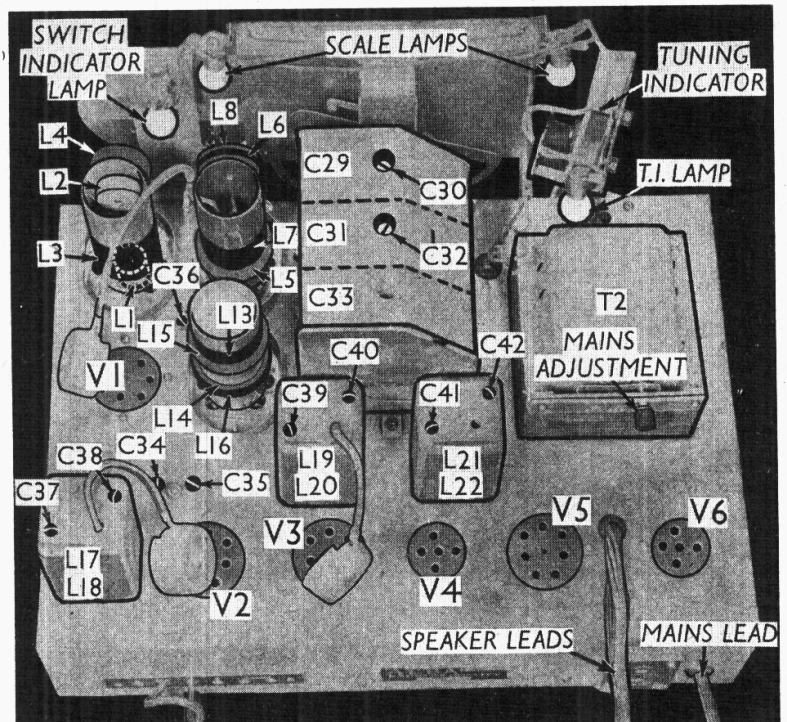 SWITCH
INDICATOR
LAMP
SCALE LAMPS
TUNING
INDICATOR
L8
L6
L4
C29
C30
L2
T.I. LAMP
C31
C32
L7
L3
C36
L5
C33
T2
L1
L13
L15
MAINS
ADJUSTMENT
C40
C42
V1
C39
C41
L14
L16
C34
C38
L19
L20
L21
L22
C35
C37
V3
V5
V6
L17
L18
V2
V4
SPEAKER LEADS
MAINS LEAD